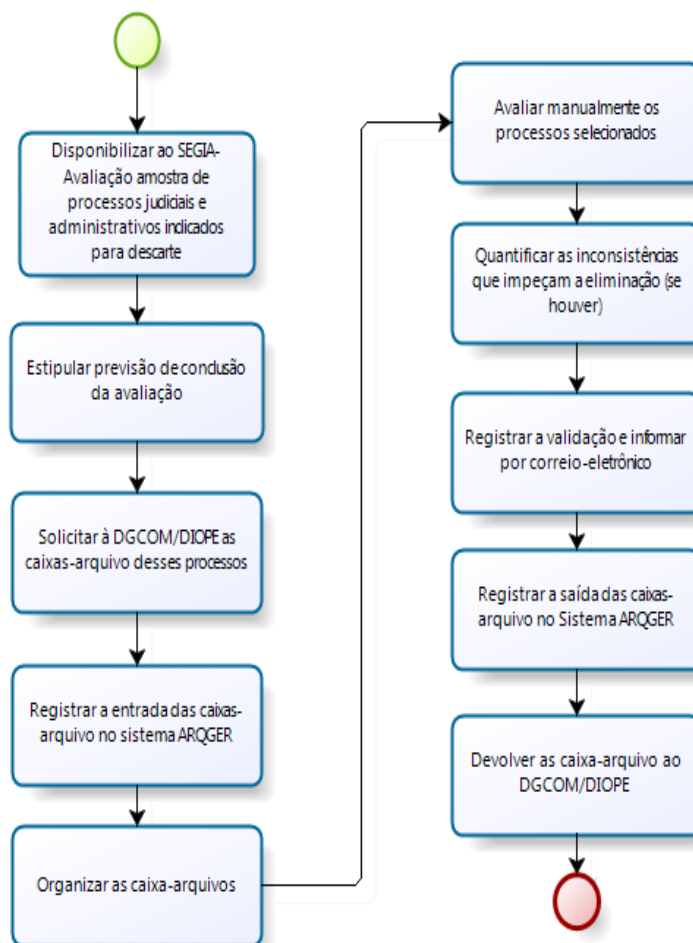 Disponibilizar ao SEGIA-
Avaliação amostra de
processos judiciais e
administrativos indicados
para descarte
Estipular previsão de conclusão
da avaliação
Solicitar à DGCOM/DIOPE as
caixas-arquivo desses processos
Registrar a entrada das caixas-
arquivo no sistema ARQGER
Organizar as caixa-arquivos
Avaliar manualmente os
processos selecionados
Quantificar as inconsistências
que impeçam a eliminação (se
houver)
Registrar a validação e informar
por correio-eletrônico
Registrar a saída das caixas-
arquivo no Sistema ARQGER
Devolver as caixa-arquivo ao
DGCOM/DIOPE